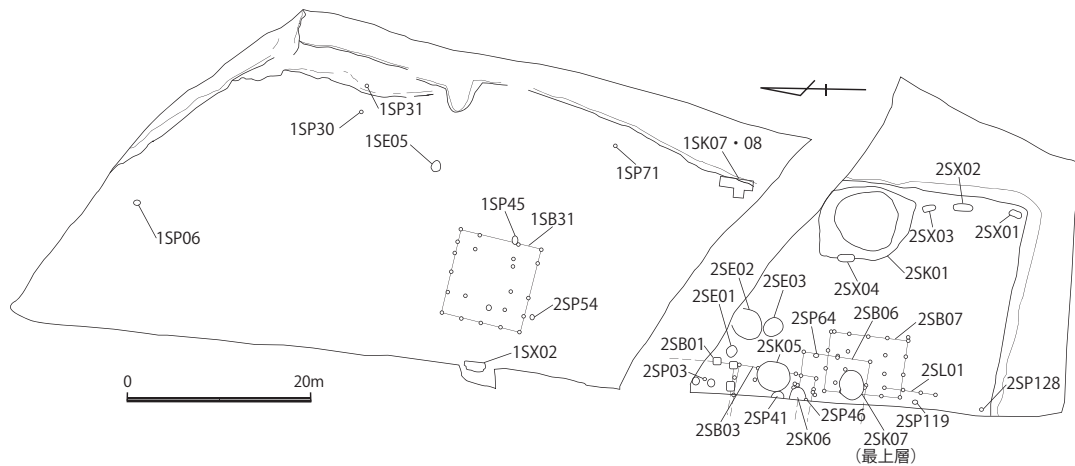 1SP31
1SP30
1SE05
1SK07・08
1SP71
1SP06
1SP45
1SB31
2SP54
1SX02
0
20m
2SX02
2SX03
2SX01
2SK01
2SX04
2SE02
2SE03
2SE01
2SP64
2SB06
2SB07
2SB01
2SK05
2SP03
2SL01
2SP128
2SB03
2SP41
2SP46
2SP119
2SK06
2SK07
(最上層)